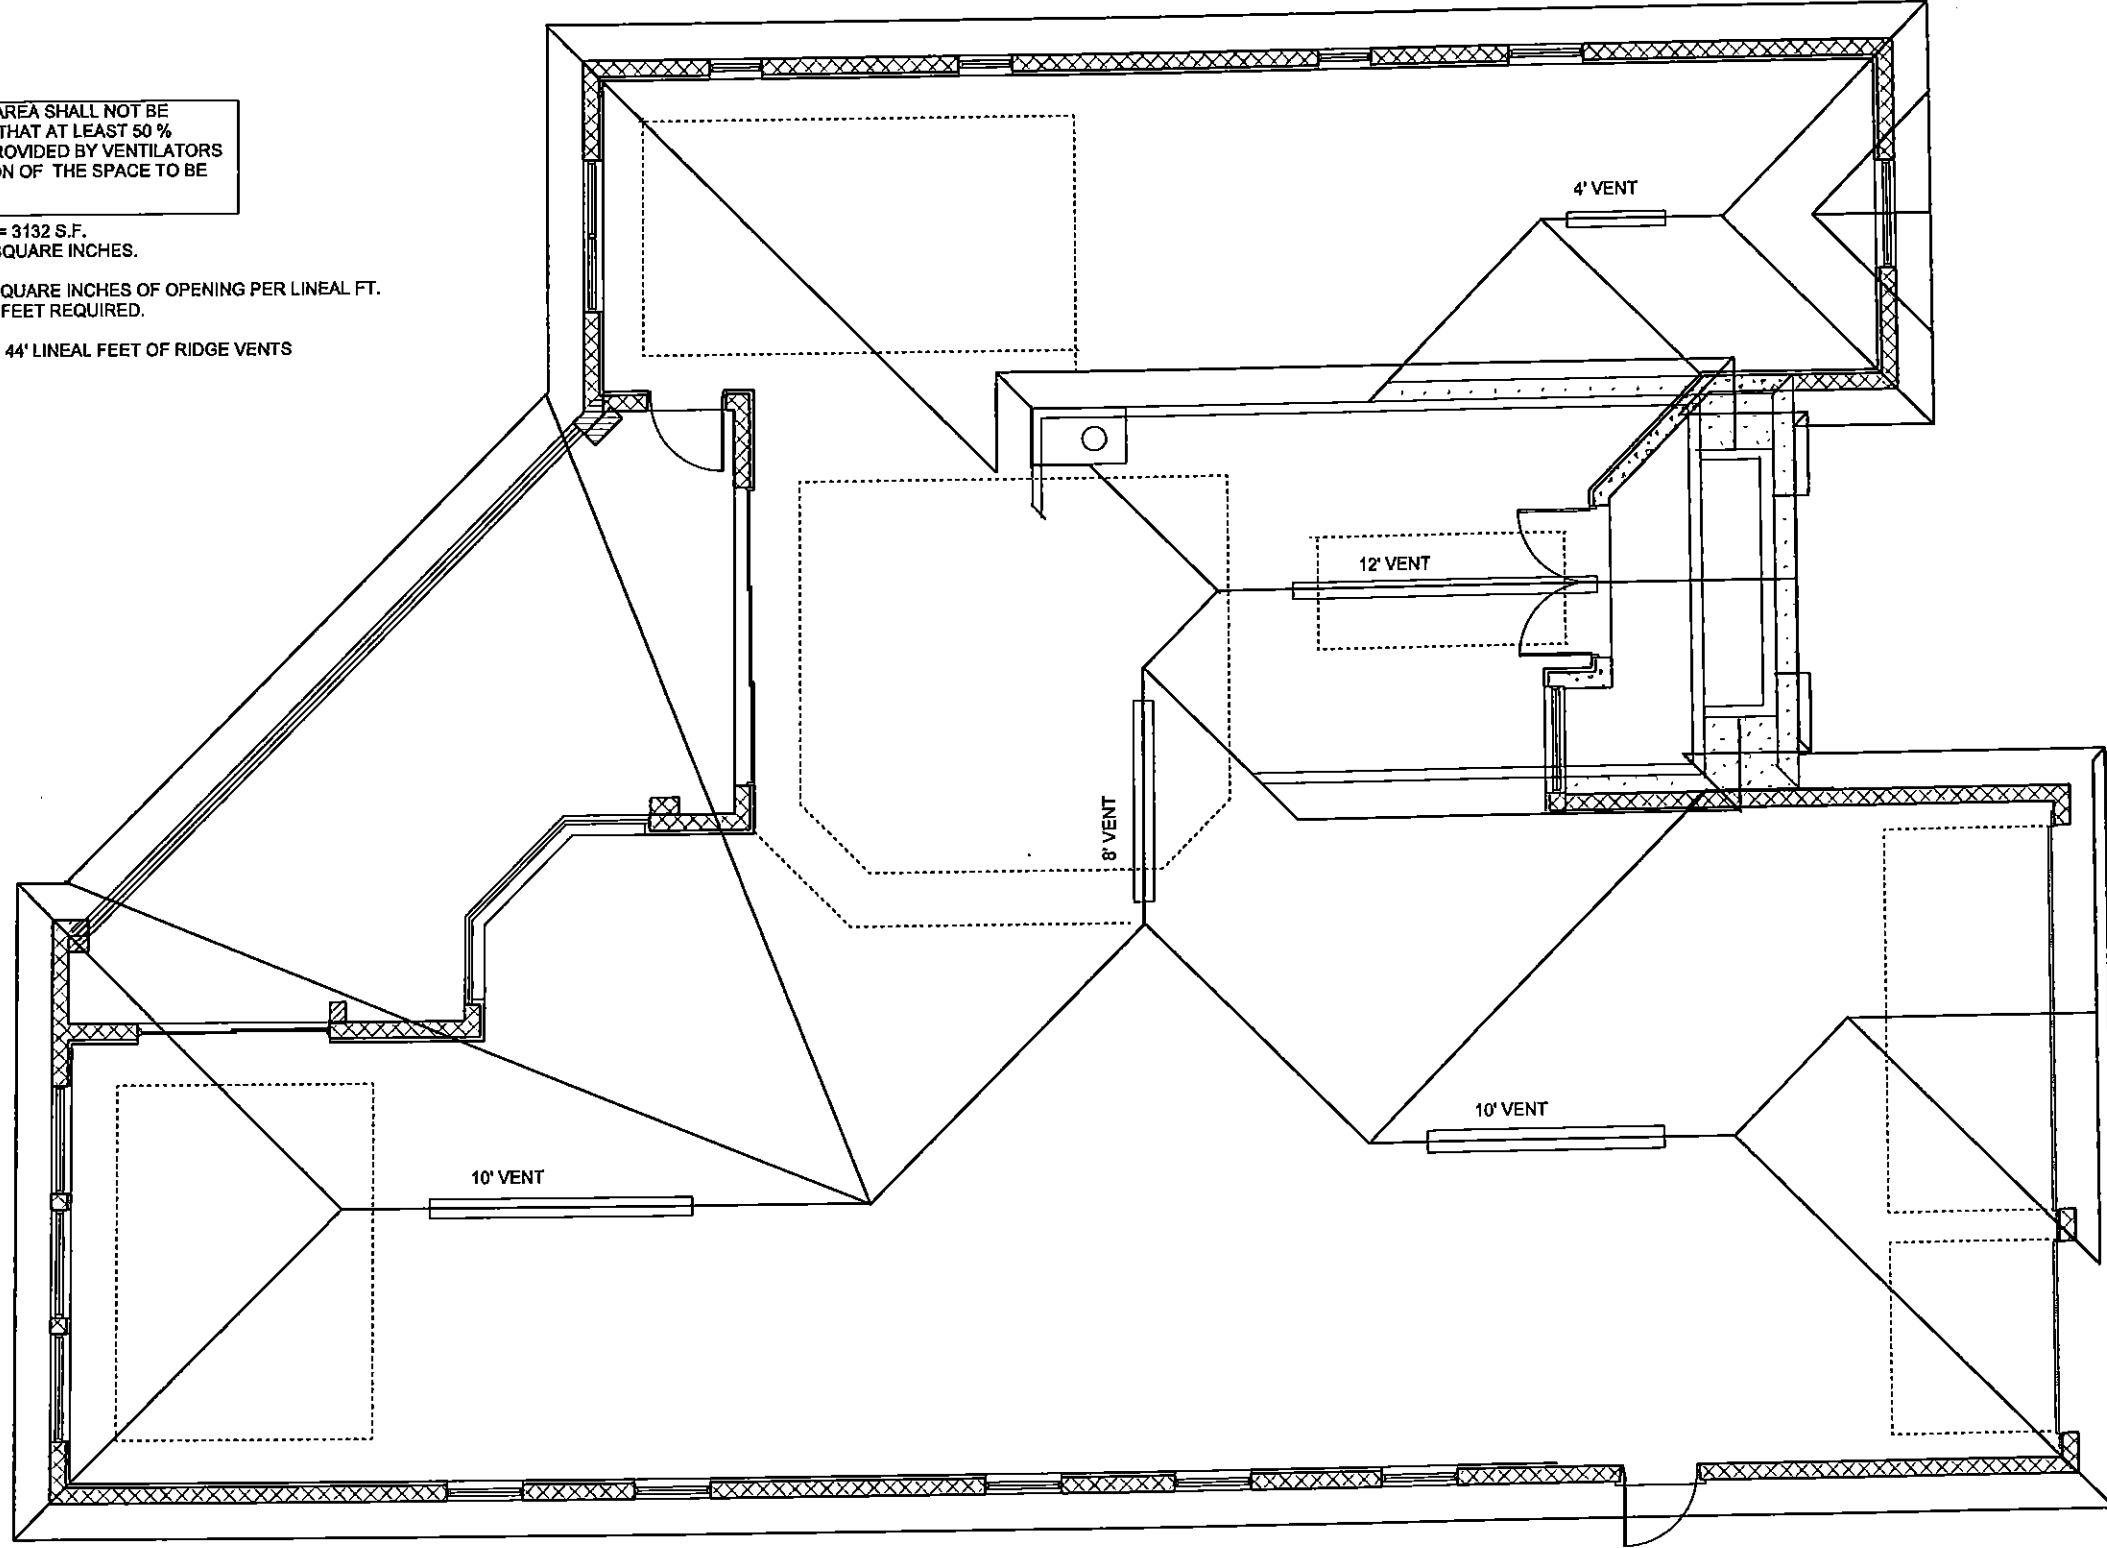 AREA SHALL NOT BE
THAT AT LEAST 50 %
ROVIDED BY VENTILATORS
ON OF THE SPACE TO BE
= 3132 S.F.
SQUARE INCHES.
QUARE INCHES OF OPENING PER LINEAL FT.
FEET REQUIRED.
44' LINEAL FEET OF RIDGE VENTS
4' VENT
12' VENT
8' VENT
10' VENT
10' VENT